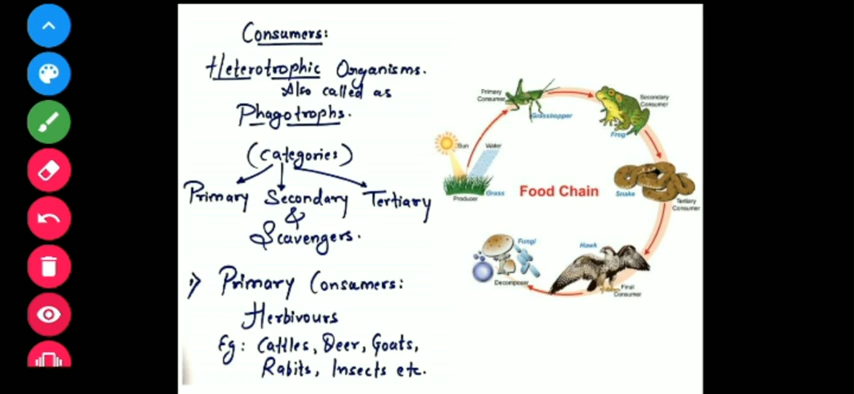 Consumers:
Heterotrophic Organisms.
Also called as
Phagotrophs.
(Categories)
Primary Secondary Tertiary
&
Scavengers.
1) Primary Consumers:
Herbivours
Eg: Cattles, Deer, Goats,
Rabits, Insects etc.
Primary
Consumer
Grasshopper
Secondary
Consumer
Frog
Sun
Water
Grass
Producer
Food Chain
Snake
Tertiary
Consumer
Fungi
Decomposer
Hawk
Final
Consumer